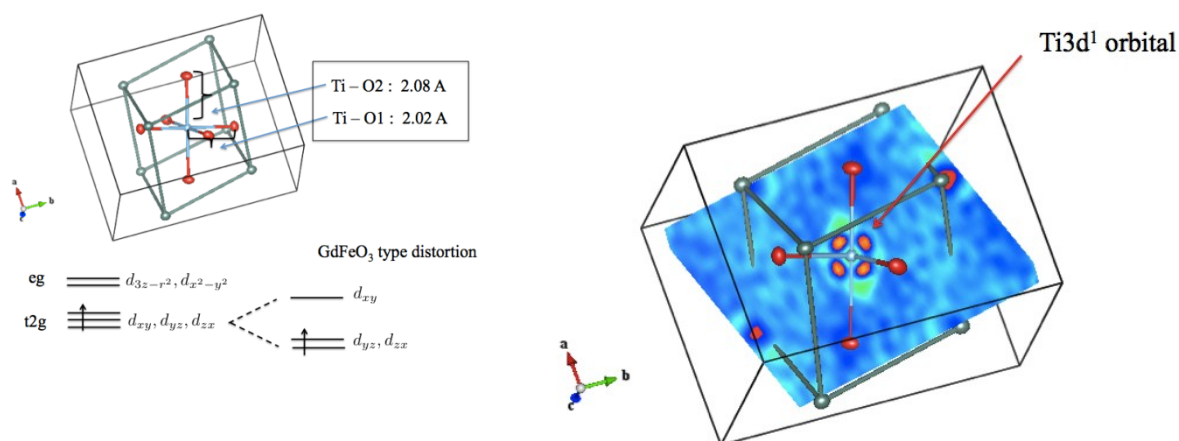 Ti – O2 : 2.08 A
Ti – O1 : 2.02 A
a
b
c
GdFeO₃ type distortion
eg
d₃z₋r², dₓ²₋y²
t2g
dxy, dyz, dzx
dxy
dyz, dzx
Ti3d¹ orbital
a
b
c